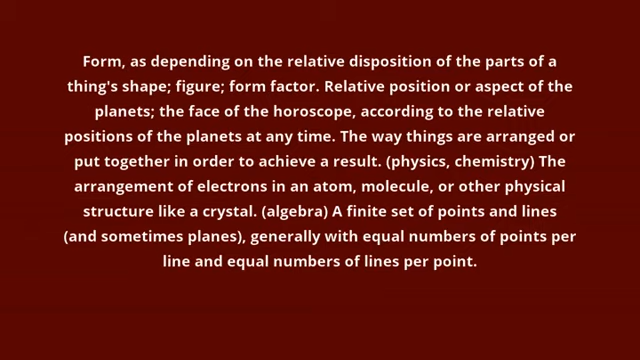 Form, as depending on the relative disposition of the parts of a
thing's shape; figure; form factor. Relative position or aspect of the
planets; the face of the horoscope, according to the relative
positions of the planets at any time. The way things are arranged or
put together in order to achieve a result. (physics, chemistry) The
arrangement of electrons in an atom, molecule, or other physical
structure like a crystal. (algebra) A finite set of points and lines
(and sometimes planes), generally with equal numbers of points per
line and equal numbers of lines per point.